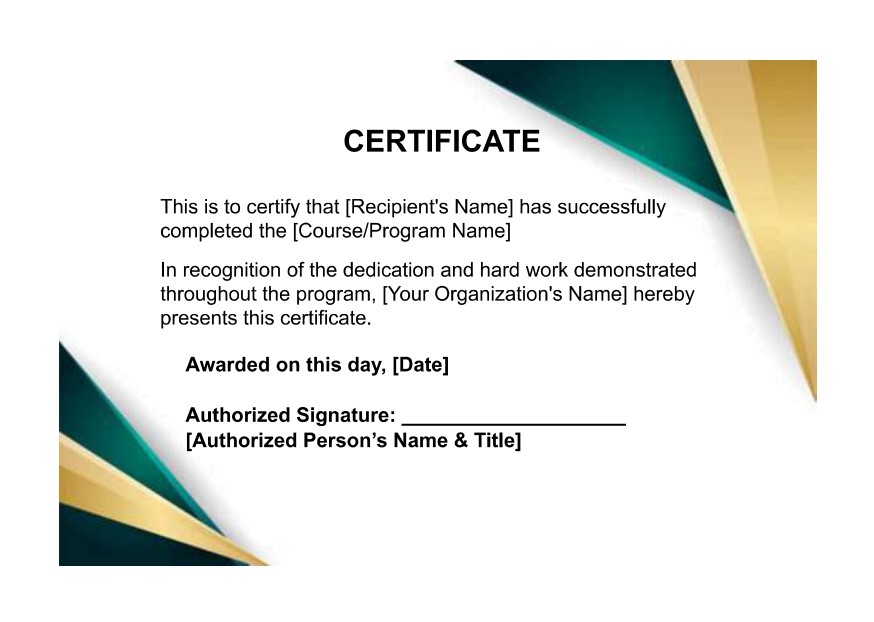 CERTIFICATE
This is to certify that [Recipient's Name] has successfully
completed the [Course/Program Name]
In recognition of the dedication and hard work demonstrated
throughout the program, [Your Organization's Name] hereby
presents this certificate.
Awarded on this day, [Date]
Authorized Signature: ____________________
[Authorized Person’s Name & Title]